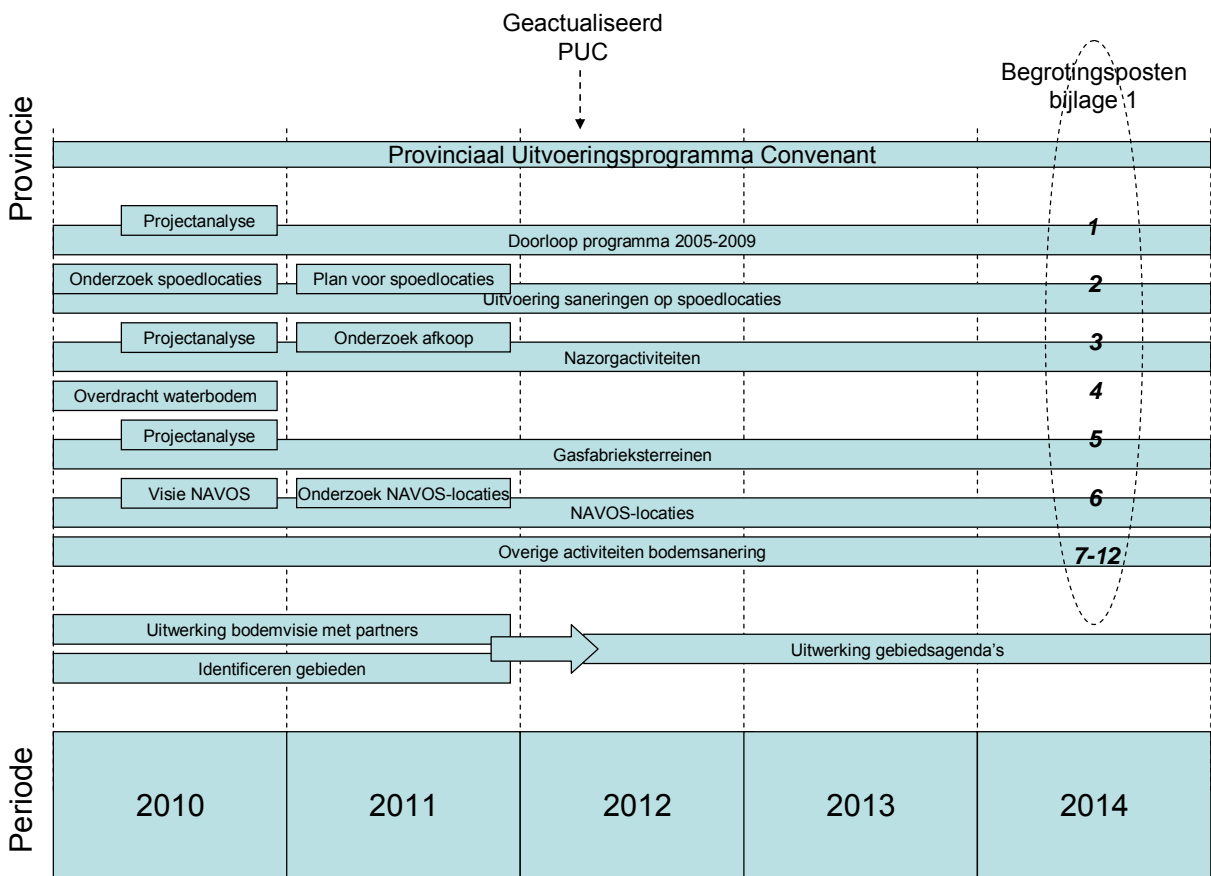 Geactualiseerd
PUC
Begrotingsposten
bijlage 1
Provincie
Provinciaal Uitvoeringsprogramma Convenant
Projectanalyse
1
Doorloop programma 2005-2009
Onderzoek spoedlocaties
Plan voor spoedlocaties
2
Uitvoering saneringen op spoedlocaties
Projectanalyse
Onderzoek afkoop
3
Nazorgactiviteiten
Overdracht waterbodem
4
Projectanalyse
5
Gasfabrieksterreinen
Visie NAVOS
Onderzoek NAVOS-locaties
6
NAVOS-locaties
Overige activiteiten bodemsanering
7-12
Uitwerking bodemvisie met partners
Uitwerking gebiedsagenda's
Identificeren gebieden
Periode
2010
2011
2012
2013
2014